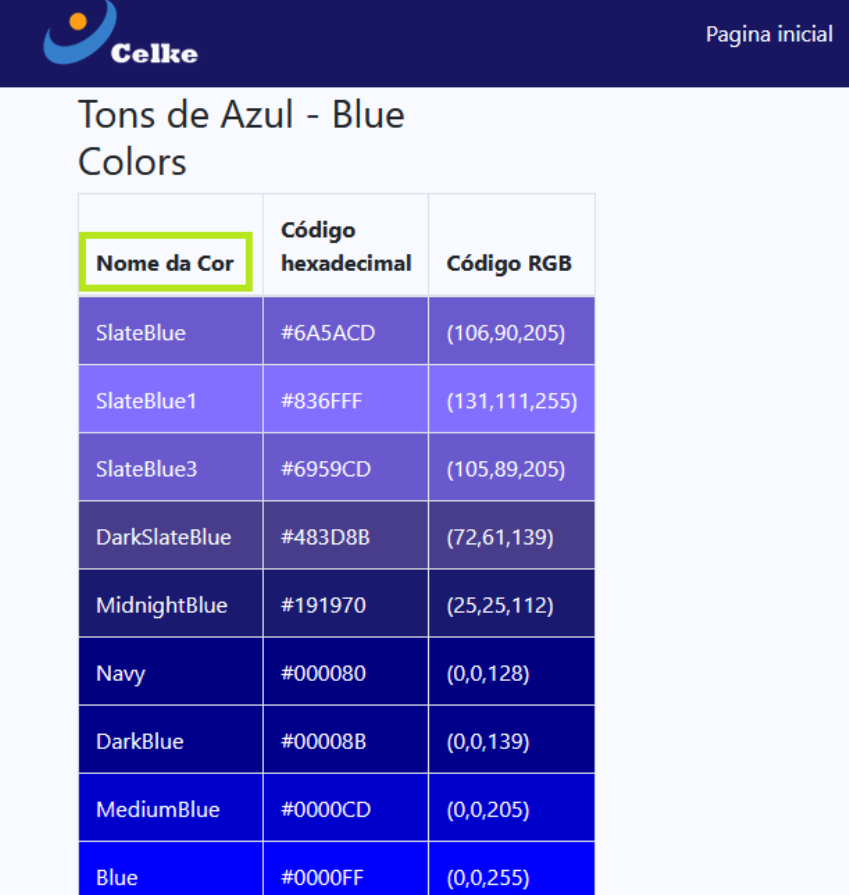 Celke
Pagina inicial
Tons de Azul - Blue
Colors
Nome da Cor
Código
hexadecimal
Código RGB
SlateBlue #6A5ACD (106,90,205)
SlateBlue1 #836FFF (131,111,255)
SlateBlue3 #6959CD (105,89,205)
DarkSlateBlue #483D8B (72,61,139)
MidnightBlue #191970 (25,25,112)
Navy #000080 (0,0,128)
DarkBlue #00008B (0,0,139)
MediumBlue #0000CD (0,0,205)
Blue #0000FF (0,0,255)